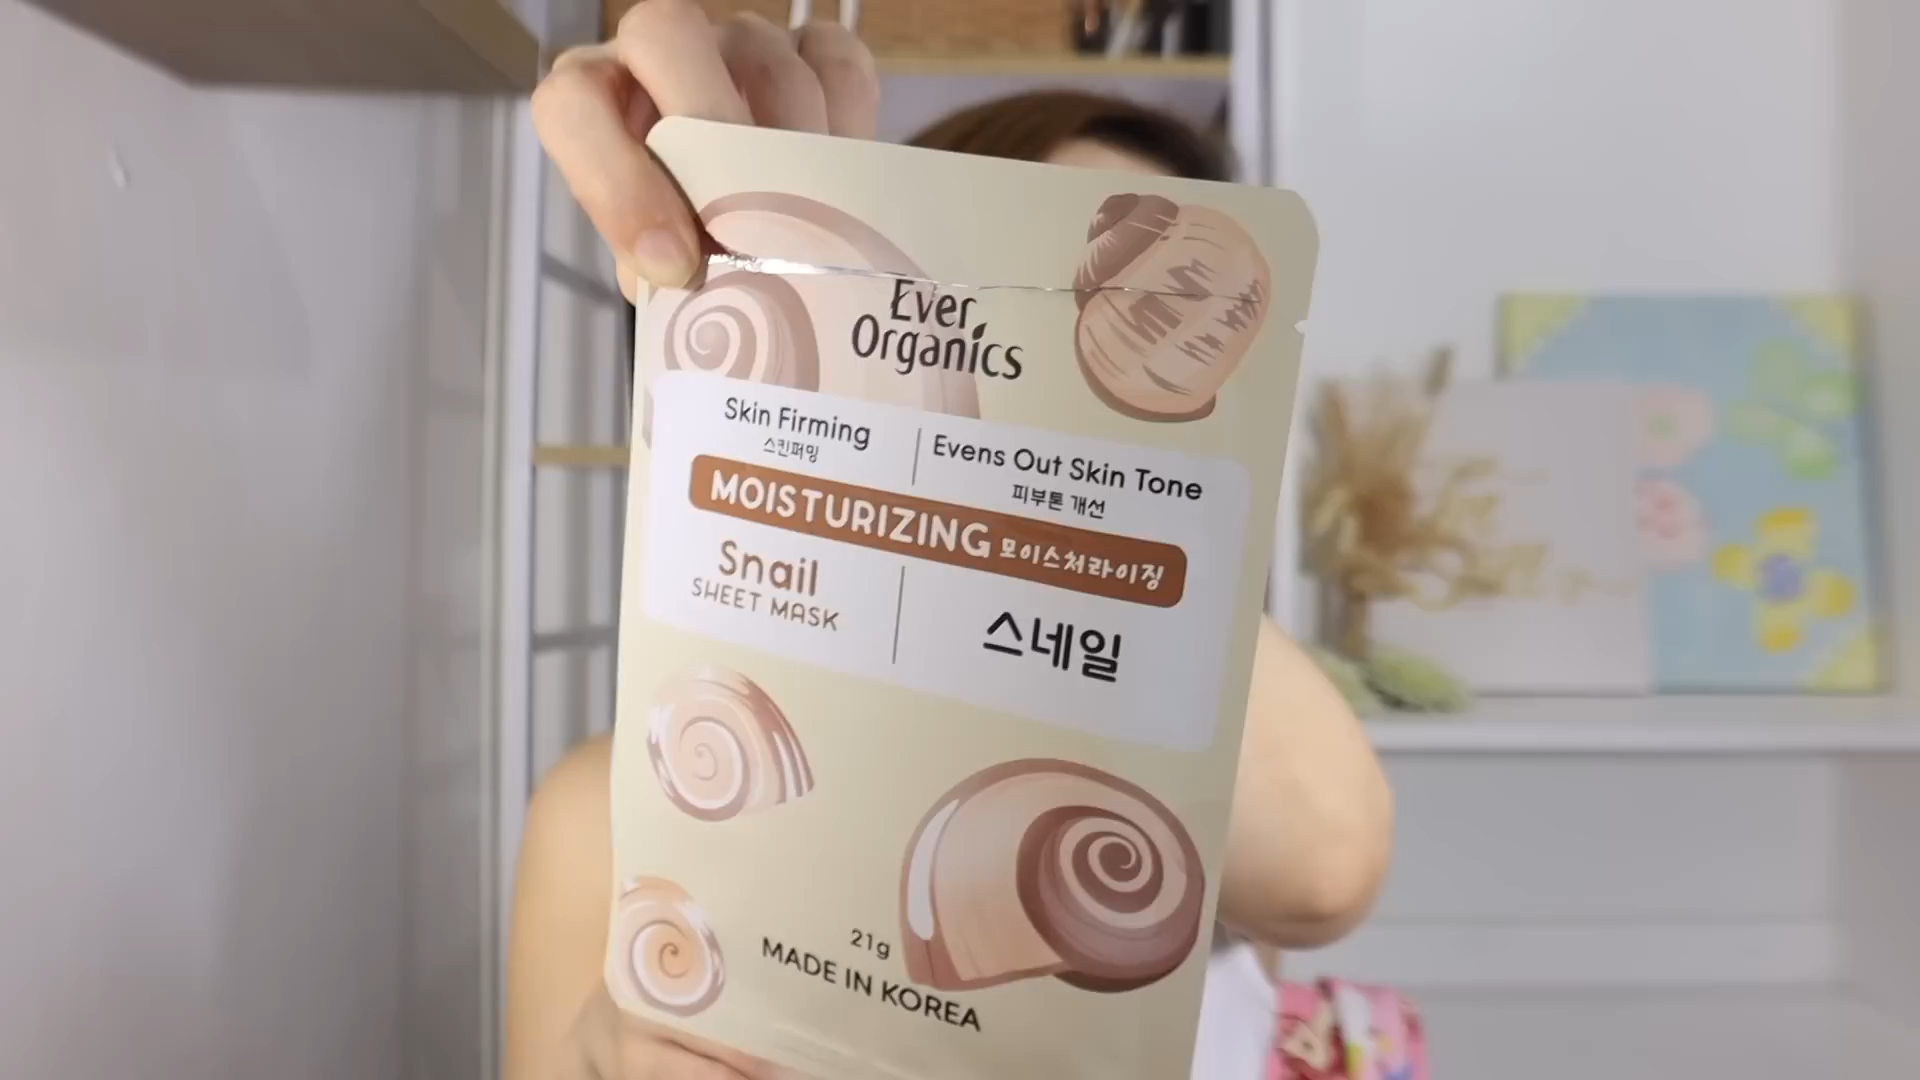 Ever
Organics
Skin Firming
스킨퍼밍
Evens Out Skin Tone
피부톤 개선
MOISTURIZING 모이스처라이징
Snail
SHEET MASK
스네일
21g
MADE IN KOREA